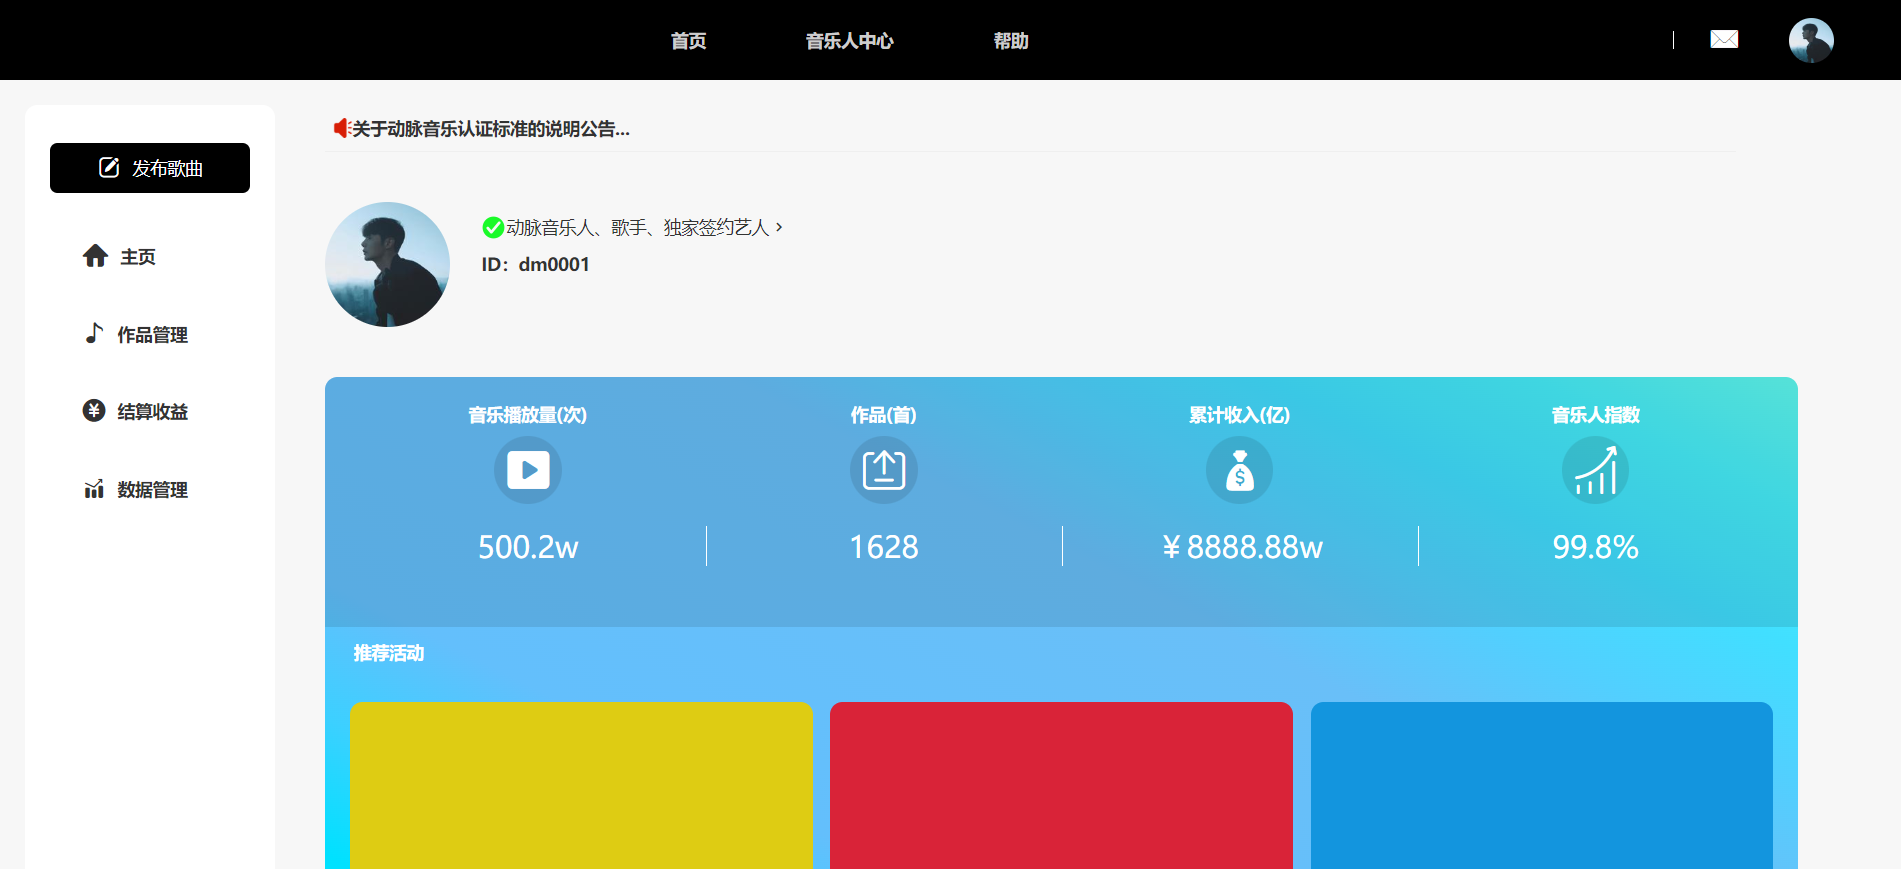 首页 音乐人中心 帮助
关于动脉音乐认证标准的说明公告...
发布歌曲
主页
作品管理
结算收益
数据管理
动脉音乐人、歌手、独家签约艺人 >
ID：dm0001
音乐播放量(次) 作品(首) 累计收入(亿) 音乐人指数
500.2w 1628 ¥8888.88w 99.8%
推荐活动